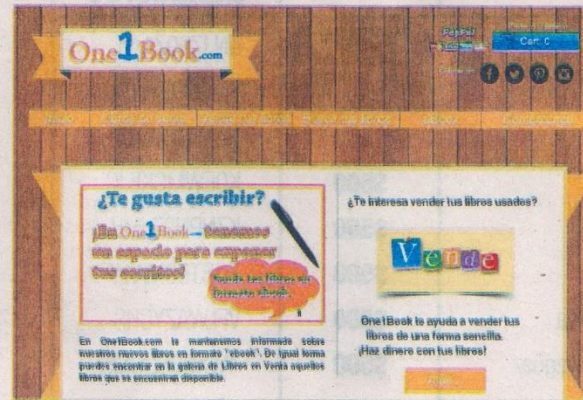 One1Book.com
PayPal
Cart: 0
Inicio
eBook
¿Te gusta escribir?
¡En One1Book tenemos
un espacio para exponer
tus escritos!
Vende tus libros en
formato ebook.
En One1Book.com te mantenemos informado sobre
nuestros nuevos libros en formato "ebook". De igual forma
puedes encontrar en la galería de Libros en Venta aquellos
libros que se encuentran disponible.
¿Te interesa vender tus libros usados?
Vende
One1Book te ayuda a vender tus
libros de una forma sencilla.
¡Haz dinero con tus libros!